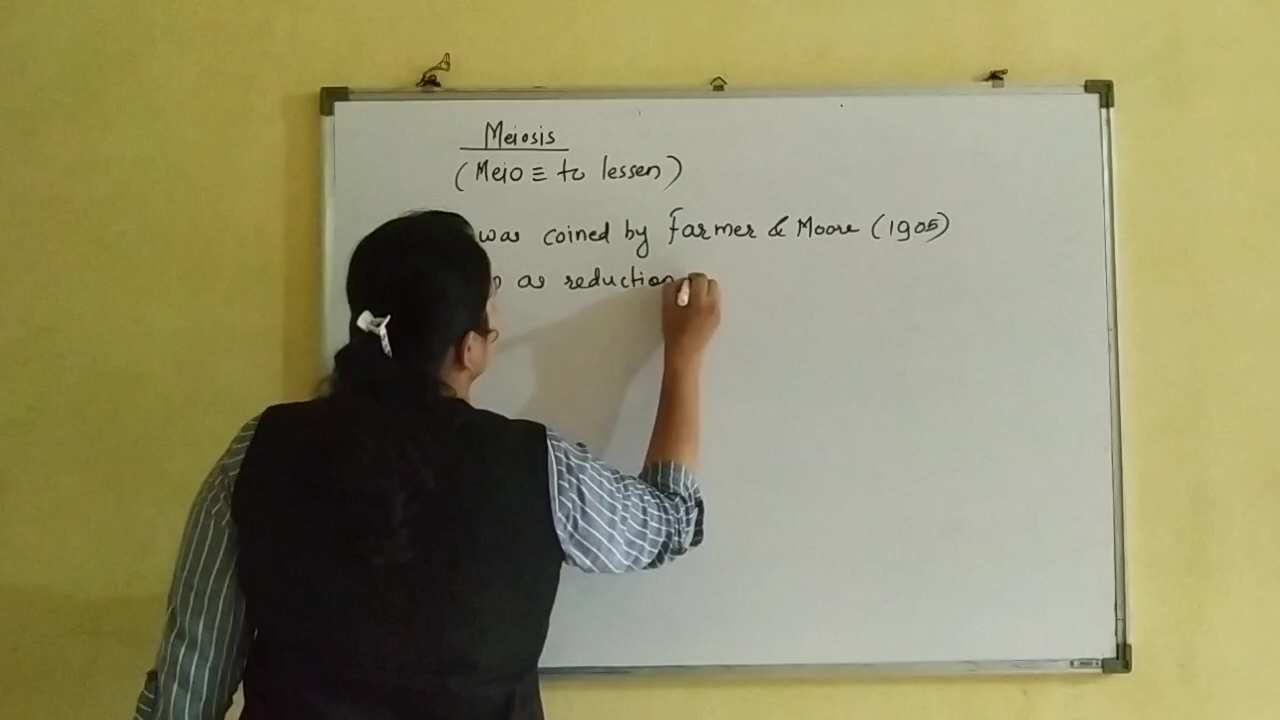 Meiosis
(Meio ≡ to lessen)
was coined by Farmer & Moore (1905)
as reduction